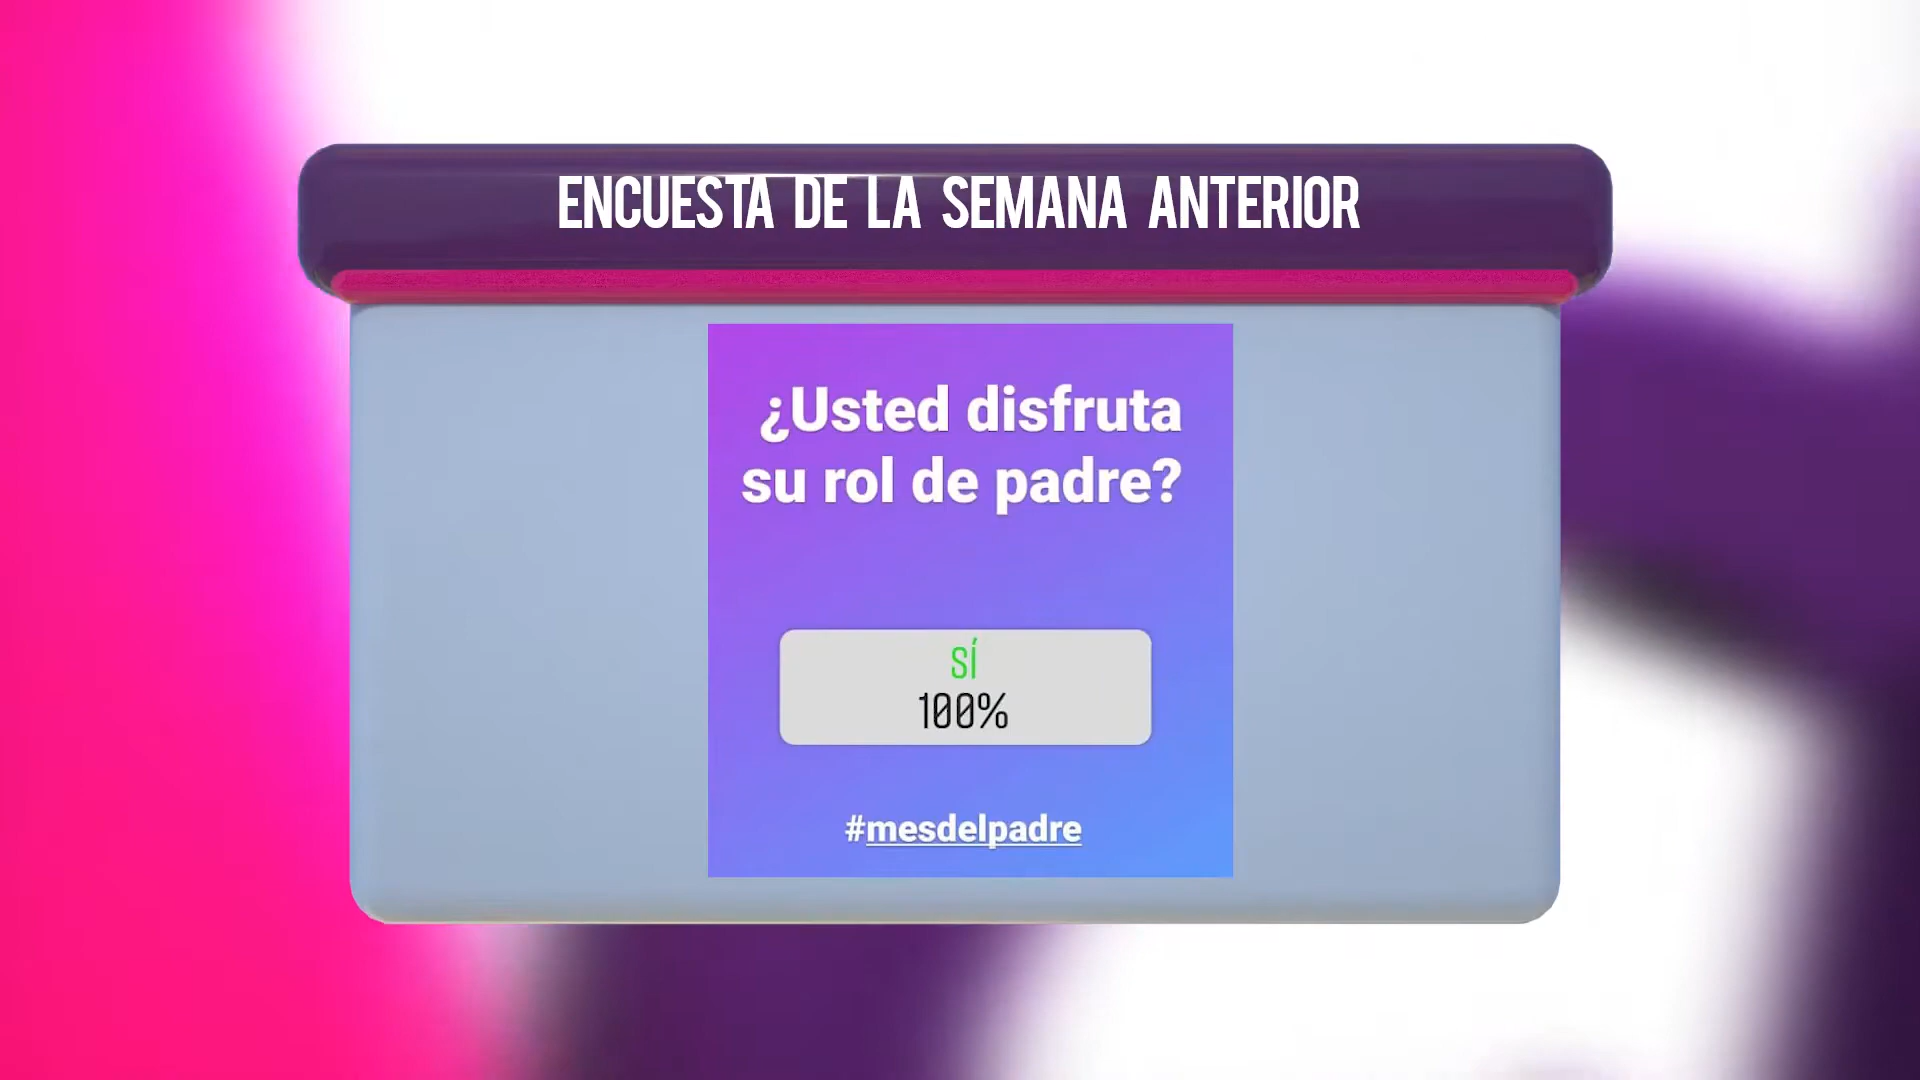 ENCUESTA DE LA SEMANA ANTERIOR
¿Usted disfruta
su rol de padre?
SÍ
100%
#mesdelpadre